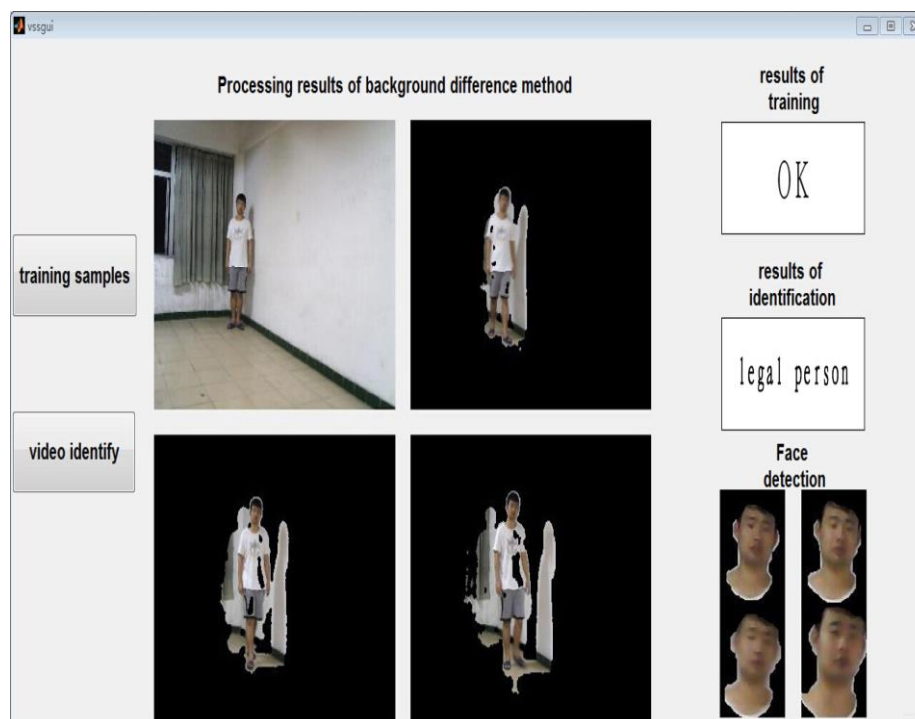 vssgui
Processing results of background difference method
results of
training
OK
training samples
results of
identification
legal person
video identify
Face
detection